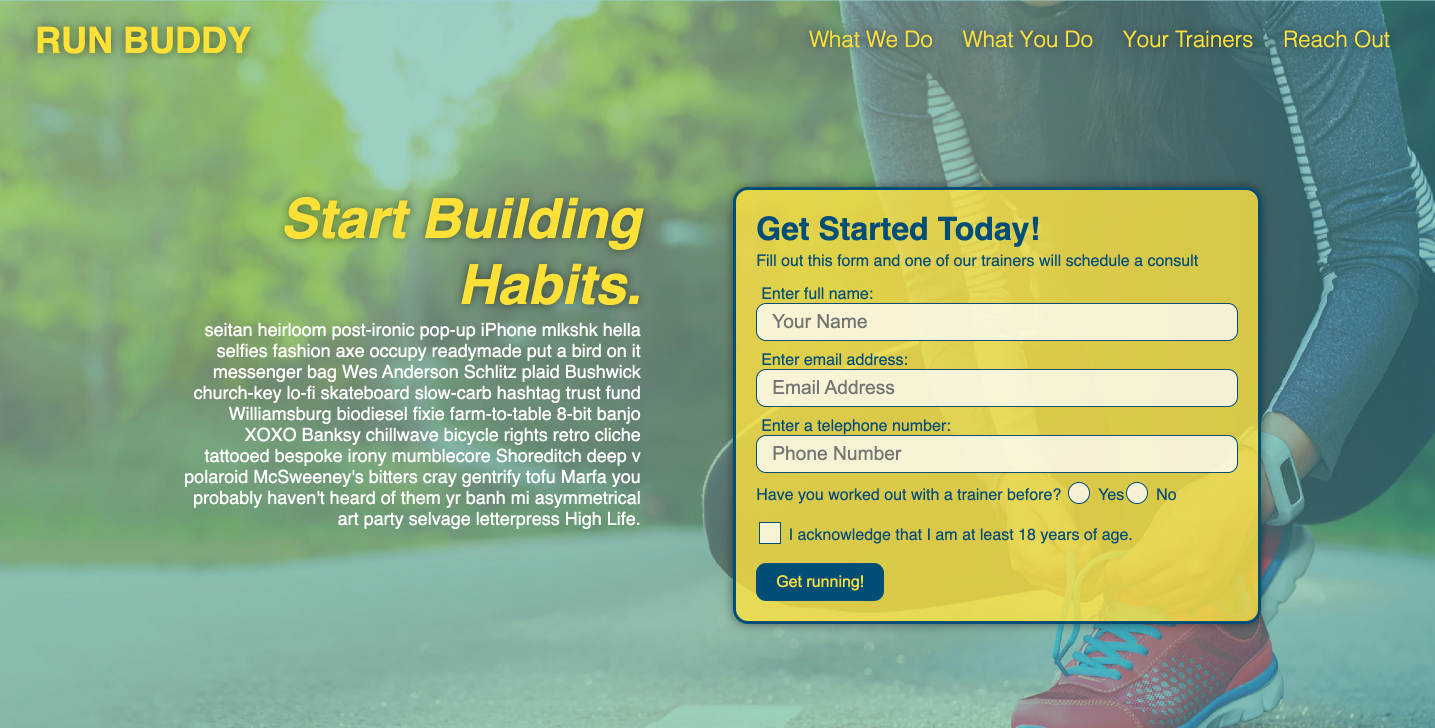 RUN BUDDY
What We Do
What You Do
Your Trainers
Reach Out
Start Building
Habits.
seitan heirloom post-ironic pop-up iPhone mlkshk hella
selfies fashion axe occupy readymade put a bird on it
messenger bag Wes Anderson Schlitz plaid Bushwick
church-key lo-fi skateboard slow-carb hashtag trust fund
Williamsburg biodiesel fixie farm-to-table 8-bit banjo
XOXO Banksy chillwave bicycle rights retro cliche
tattooed bespoke irony mumblecore Shoreditch deep v
polaroid McSweeney's bitters cray gentrify tofu Marfa you
probably haven't heard of them yr banh mi asymmetrical
art party selvage letterpress High Life.
Get Started Today!
Fill out this form and one of our trainers will schedule a consult
Enter full name:
Your Name
Enter email address:
Email Address
Enter a telephone number:
Phone Number
Have you worked out with a trainer before? Yes No
I acknowledge that I am at least 18 years of age.
Get running!